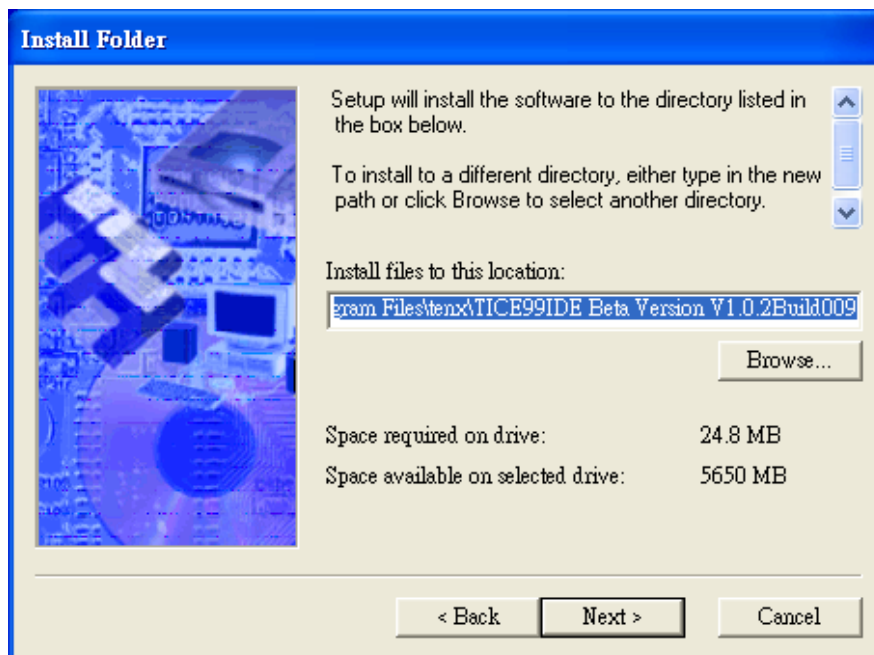 Install Folder
Setup will install the software to the directory listed in
the box below.
To install to a different directory, either type in the new
path or click Browse to select another directory.
Install files to this location:
gram Files\tenx\TICE99IDE Beta Version V1.0.2Build009
Browse...
Space required on drive: 24.8 MB
Space available on selected drive: 5650 MB
< Back Next > Cancel